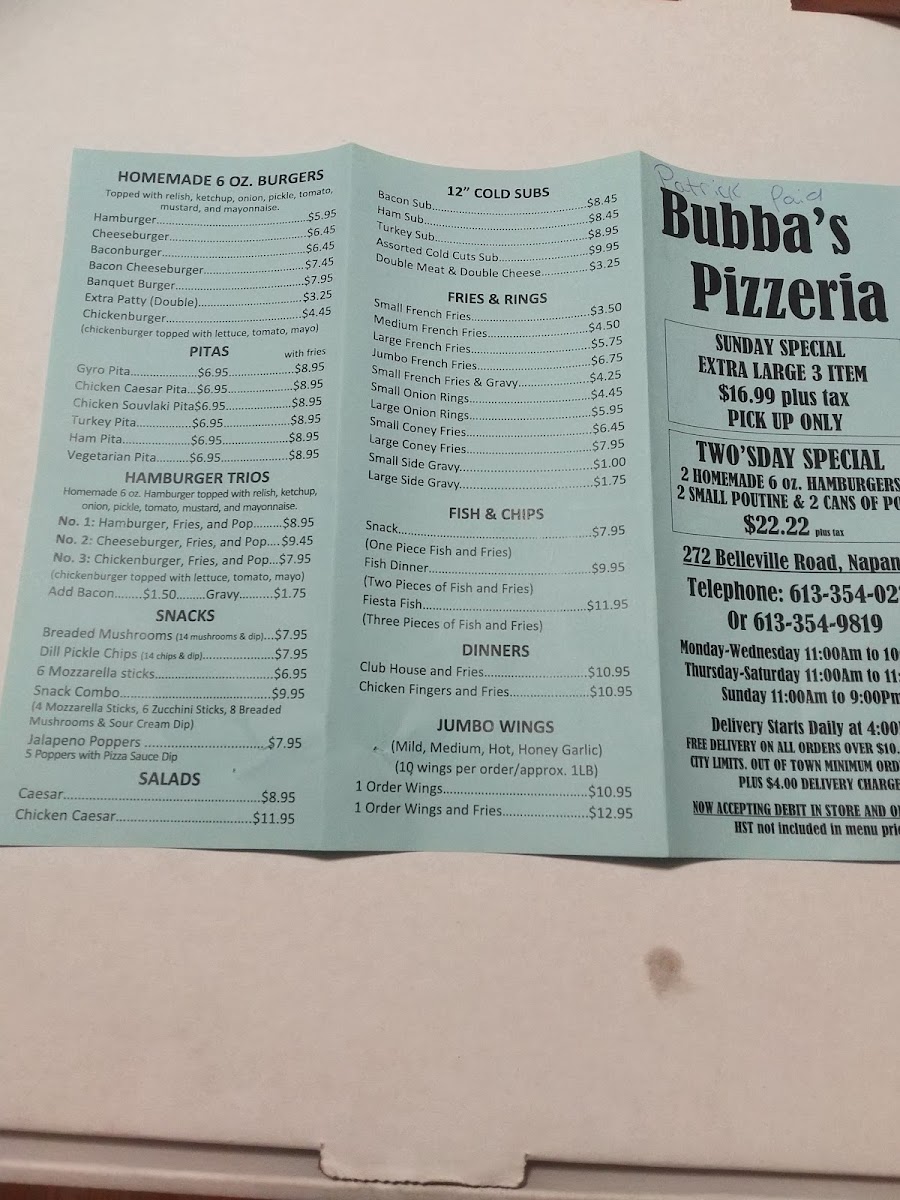 HOMEMADE 6 OZ. BURGERS
Topped with relish, ketchup, onion, pickle, tomato,
mustard, and mayonnaise.
Hamburger....................................$5.95
Cheeseburger.................................$6.45
Baconburger..................................$6.45
Bacon Cheeseburger...........................$7.45
Banquet Burger...............................$7.95
Extra Patty (Double).........................$3.25
Chickenburger................................$4.45
(chickenburger topped with lettuce, tomato, mayo)
PITAS with fries
Gyro Pita..............$6.95....................$8.95
Chicken Caesar Pita...$6.95....................$8.95
Chicken Souvlaki Pita$6.95....................$8.95
Turkey Pita............$6.95....................$8.95
Ham Pita...............$6.95....................$8.95
Vegetarian Pita........$6.95....................$8.95
HAMBURGER TRIOS
Homemade 6 oz. Hamburger topped with relish, ketchup,
onion, pickle, tomato, mustard, and mayonnaise.
No. 1: Hamburger, Fries, and Pop.........$8.95
No. 2: Cheeseburger, Fries, and Pop....$9.45
No. 3: Chickenburger, Fries, and Pop...$7.95
(chickenburger topped with lettuce, tomato, mayo)
Add Bacon........$1.50........Gravy.........$1.75
SNACKS
Breaded Mushrooms (14 mushrooms & dip)...$7.95
Dill Pickle Chips (14 chips & dip)...................$7.95
6 Mozzarella sticks...............................$6.95
Snack Combo.......................................$9.95
(4 Mozzarella Sticks, 6 Zucchini Sticks, 8 Breaded
Mushrooms & Sour Cream Dip)
Jalapeno Poppers ..............................$7.95
5 Poppers with Pizza Sauce Dip
SALADS
Caesar..................................................$8.95
Chicken Caesar...................................$11.95
12” COLD SUBS
Bacon Sub........................................$8.45
Ham Sub..........................................$8.45
Turkey Sub.......................................$8.95
Assorted Cold Cuts Sub......................$9.95
Double Meat & Double Cheese............$3.25
FRIES & RINGS
Small French Fries............................$3.50
Medium French Fries.........................$4.50
Large French Fries............................$5.75
Jumbo French Fries...........................$6.75
Small French Fries & Gravy..................$4.25
Small Onion Rings.............................$4.45
Large Onion Rings.............................$5.95
Small Coney Fries..............................$6.45
Large Coney Fries..............................$7.95
Small Side Gravy................................$1.00
Large Side Gravy................................$1.75
FISH & CHIPS
Snack................................................$7.95
(One Piece Fish and Fries)
Fish Dinner.........................................$9.95
(Two Pieces of Fish and Fries)
Fiesta Fish.........................................$11.95
(Three Pieces of Fish and Fries)
DINNERS
Club House and Fries..........................$10.95
Chicken Fingers and Fries....................$10.95
JUMBO WINGS
(Mild, Medium, Hot, Honey Garlic)
(10 wings per order/approx. 1LB)
1 Order Wings....................................$10.95
1 Order Wings and Fries......................$12.95
Patrick Paid
Bubba's
Pizzeria
SUNDAY SPECIAL
EXTRA LARGE 3 ITEM
$16.99 plus tax
PICK UP ONLY
TWO'SDAY SPECIAL
2 HOMEMADE 6 oz. HAMBURGERS
2 SMALL POUTINE & 2 CANS OF PO
$22.22 plus tax
272 Belleville Road, Napan
Telephone: 613-354-02
Or 613-354-9819
Monday-Wednesday 11:00Am to 10
Thursday-Saturday 11:00Am to 11:
Sunday 11:00Am to 9:00Pm
Delivery Starts Daily at 4:00
FREE DELIVERY ON ALL ORDERS OVER $10.
CITY LIMITS. OUT OF TOWN MINIMUM ORD
PLUS $4.00 DELIVERY CHARGE
NOW ACCEPTING DEBIT IN STORE AND O
HST not included in menu pri